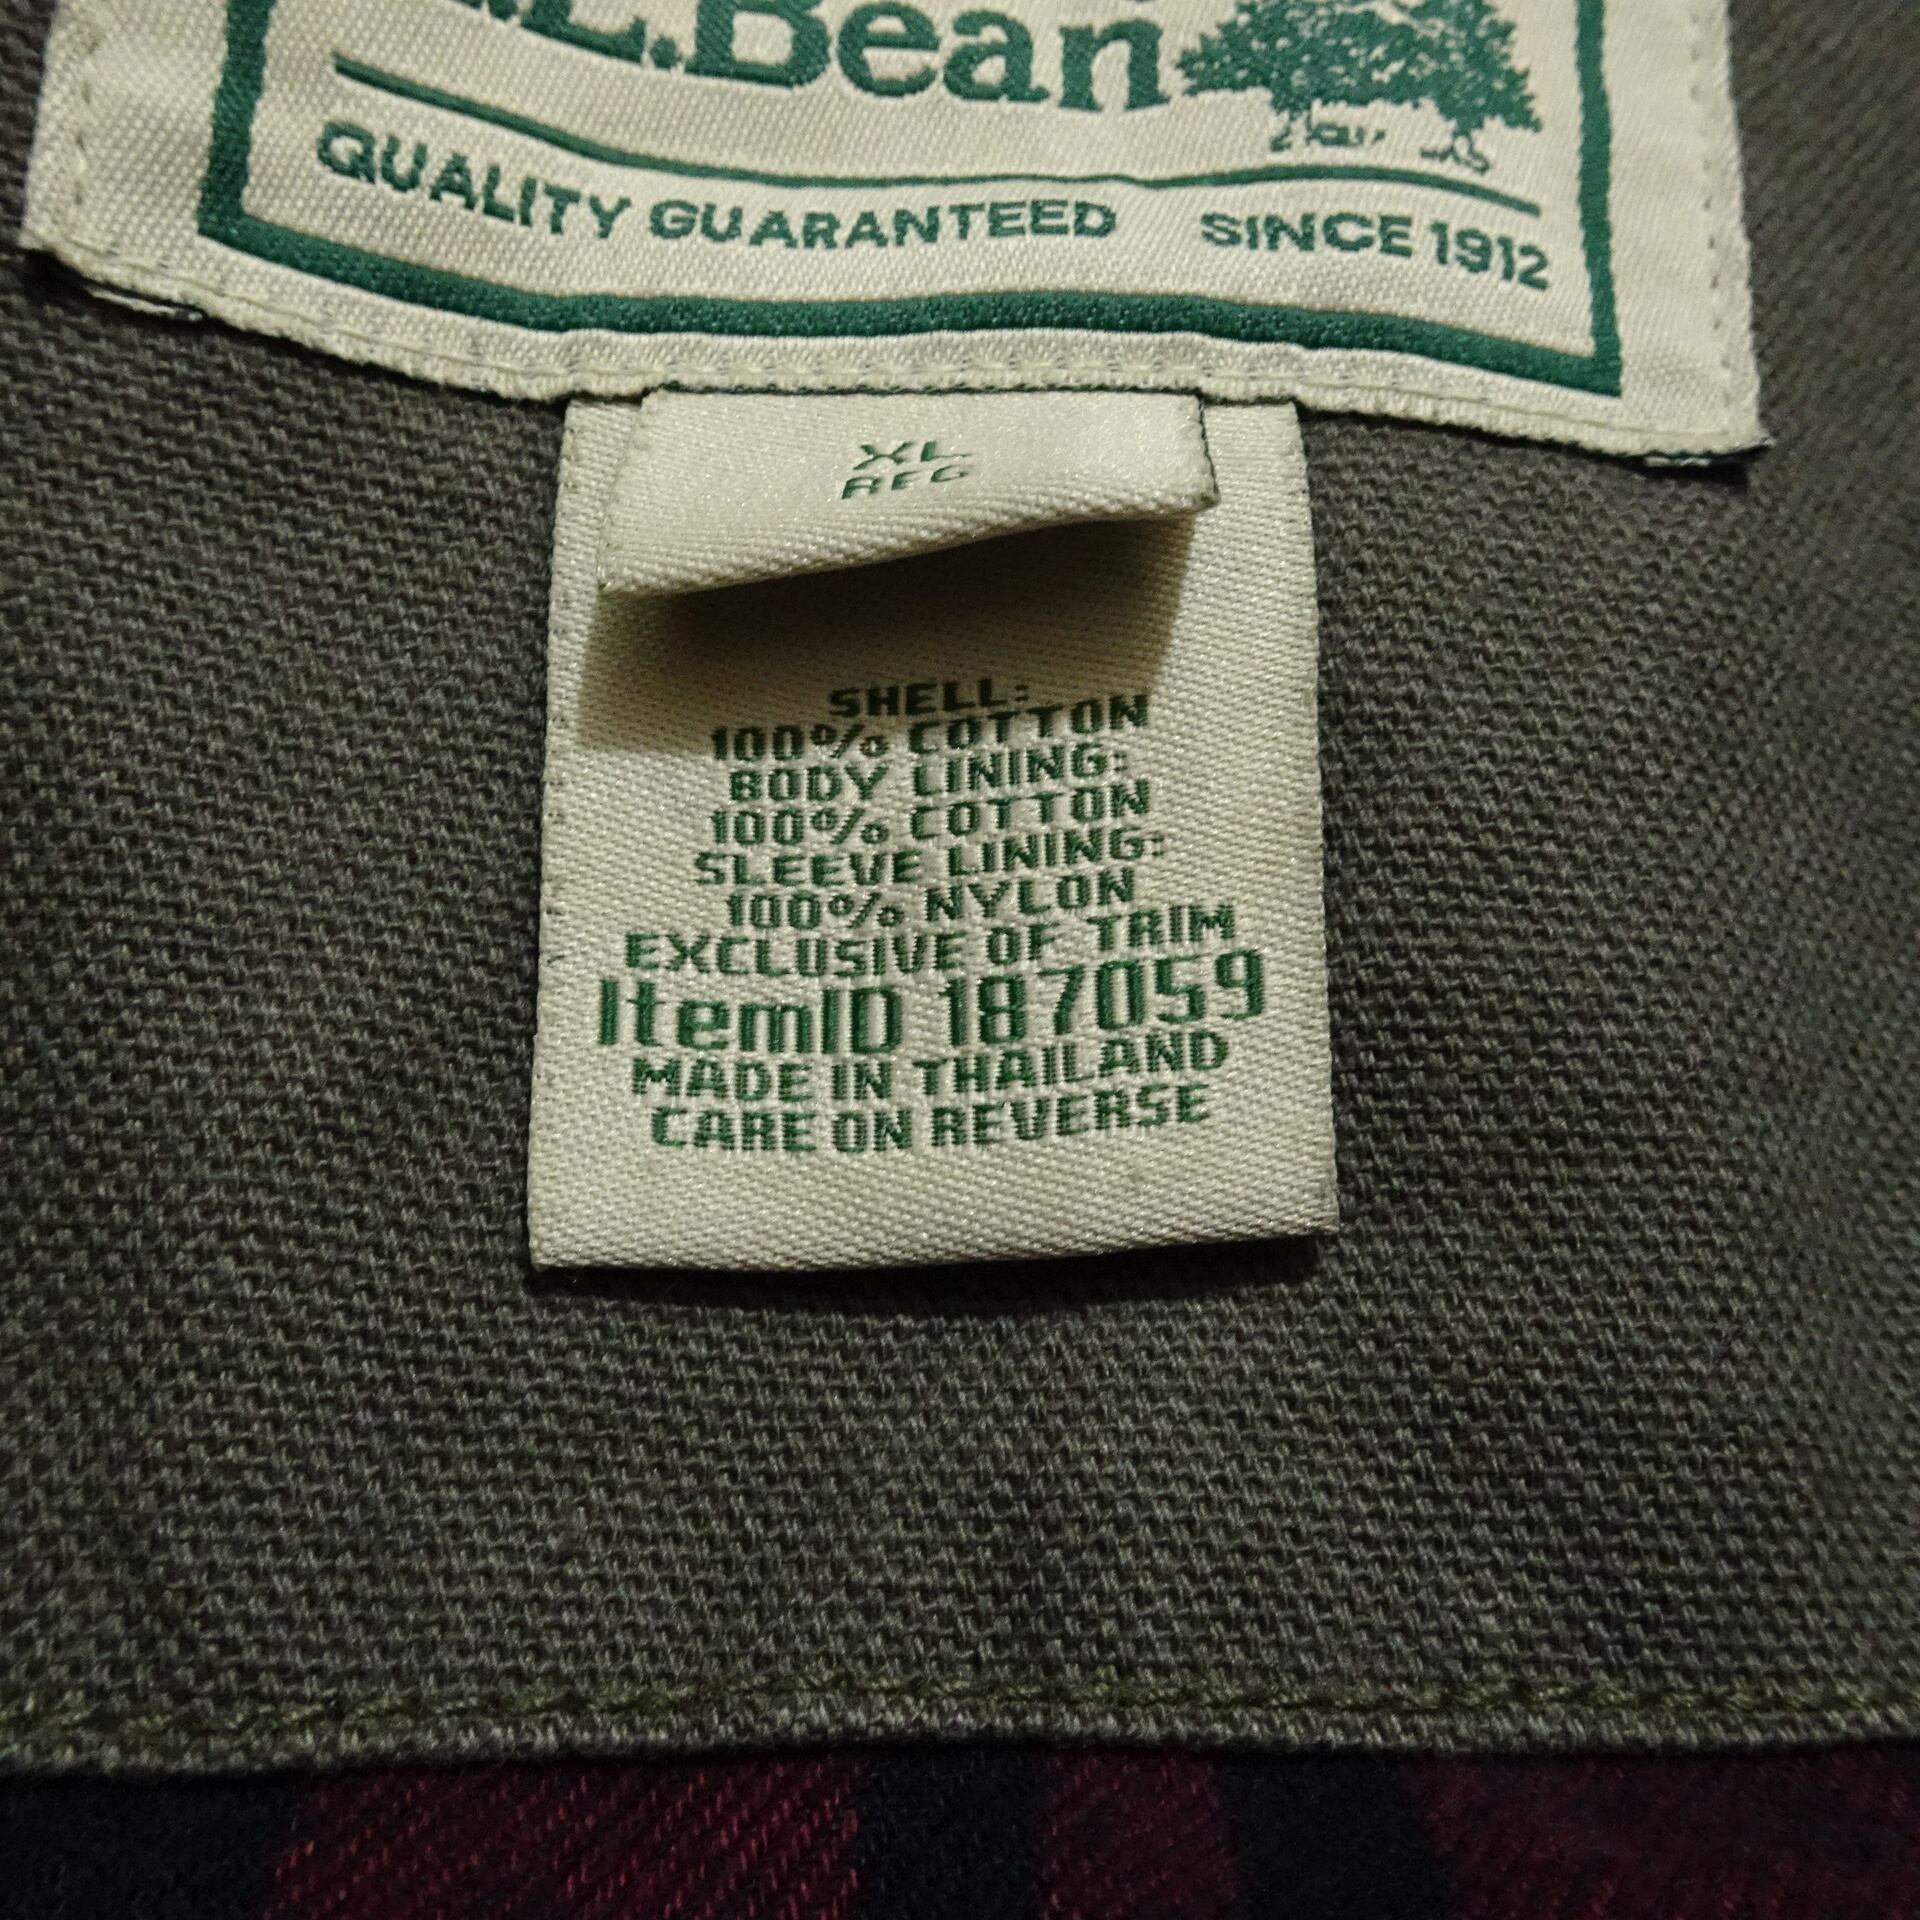 L.Bean
QUALITY GUARANTEED SINCE 1912
XL
REG
SHELL:
100% COTTON
BODY LINING:
100% COTTON
SLEEVE LINING:
100% NYLON
EXCLUSIVE OF TRIM
ItemID 187059
MADE IN THAILAND
CARE ON REVERSE